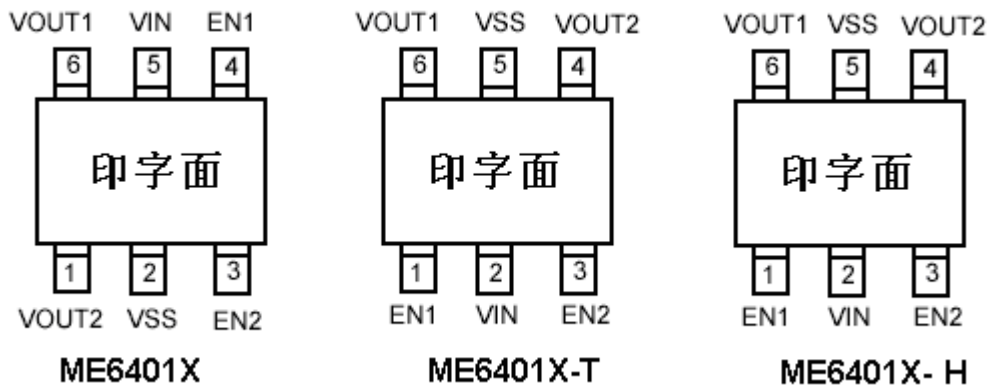 VOUT1 VIN EN1
6 5 4
印字面
1 2 3
VOUT2 VSS EN2
ME6401X
VOUT1 VSS VOUT2
6 5 4
印字面
1 2 3
EN1 VIN EN2
ME6401X-T
VOUT1 VSS VOUT2
6 5 4
印字面
1 2 3
EN1 VIN EN2
ME6401X- H